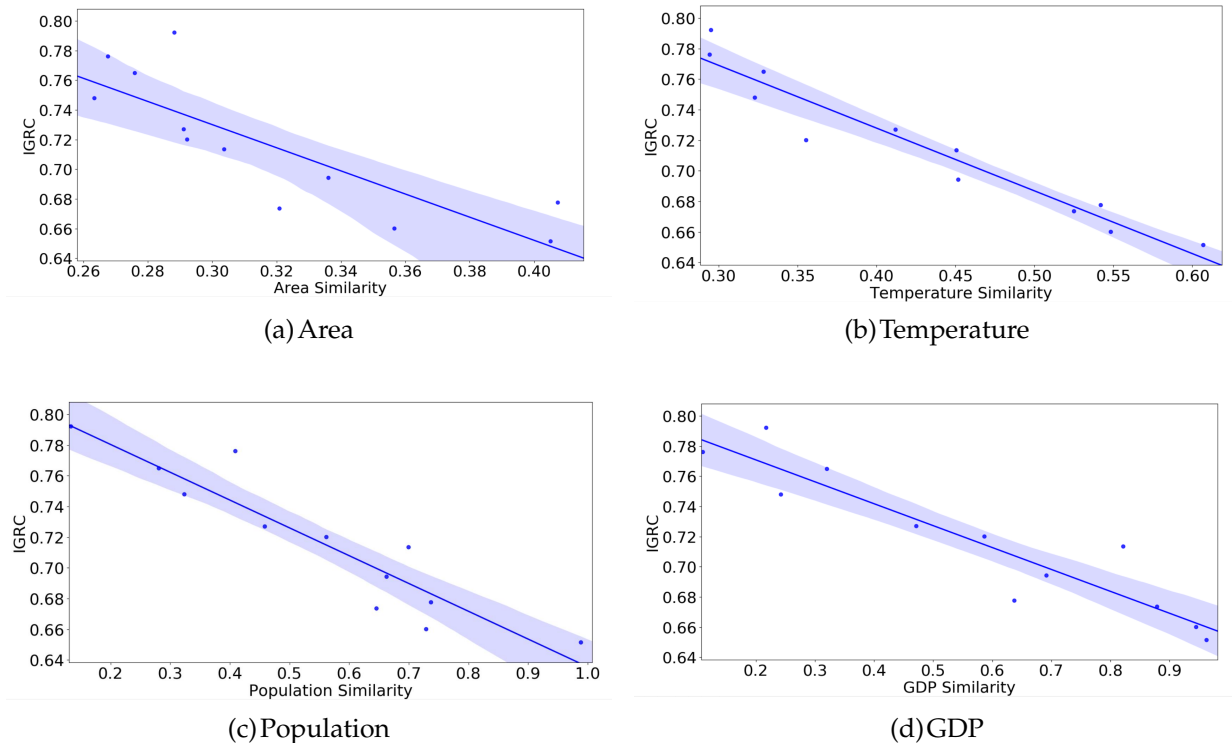 0.80
0.78
0.76
0.74
0.72
0.70
0.68
0.66
0.64
IGRC
0.26 0.28 0.30 0.32 0.34 0.36 0.38 0.40
Area Similarity
(a) Area
0.80
0.78
0.76
0.74
0.72
0.70
0.68
0.66
0.64
IGRC
0.30 0.35 0.40 0.45 0.50 0.55 0.60
Temperature Similarity
(b) Temperature
0.80
0.78
0.76
0.74
0.72
0.70
0.68
0.66
0.64
IGRC
0.2 0.3 0.4 0.5 0.6 0.7 0.8 0.9 1.0
Population Similarity
(c) Population
0.80
0.78
0.76
0.74
0.72
0.70
0.68
0.66
0.64
IGRC
0.2 0.3 0.4 0.5 0.6 0.7 0.8 0.9
GDP Similarity
(d) GDP